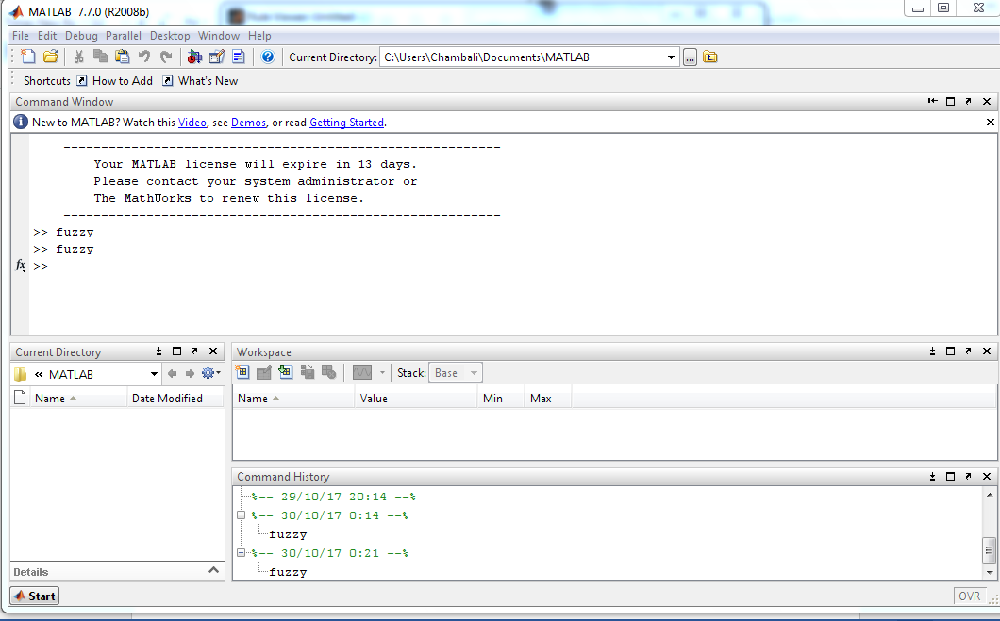 MATLAB 7.7.0 (R2008b)
File Edit Debug Parallel Desktop Window Help
Current Directory: C:\Users\Chambali\Documents\MATLAB ...
Shortcuts How to Add What's New
Command Window
New to MATLAB? Watch this Video, see Demos, or read Getting Started.
----------------------------------------------------------
Your MATLAB license will expire in 13 days.
Please contact your system administrator or
The MathWorks to renew this license.
----------------------------------------------------------
>> fuzzy
>> fuzzy
fx >>
Current Directory
« MATLAB
Name Date Modified
Details
Workspace
Stack: Base
Name Value Min Max
Command History
%-- 29/10/17 20:14 --%
%-- 30/10/17 0:14 --%
fuzzy
%-- 30/10/17 0:21 --%
fuzzy
Start
OVR